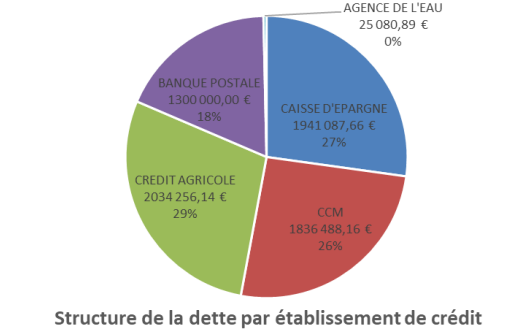 AGENCE DE L'EAU
25 080,89 €
0%
BANQUE POSTALE
1300 000,00 €
18%
CAISSE D'EPARGNE
1941 087,66 €
27%
CREDIT AGRICOLE
2034 256,14 €
29%
CCM
1836 488,16 €
26%
Structure de la dette par établissement de crédit